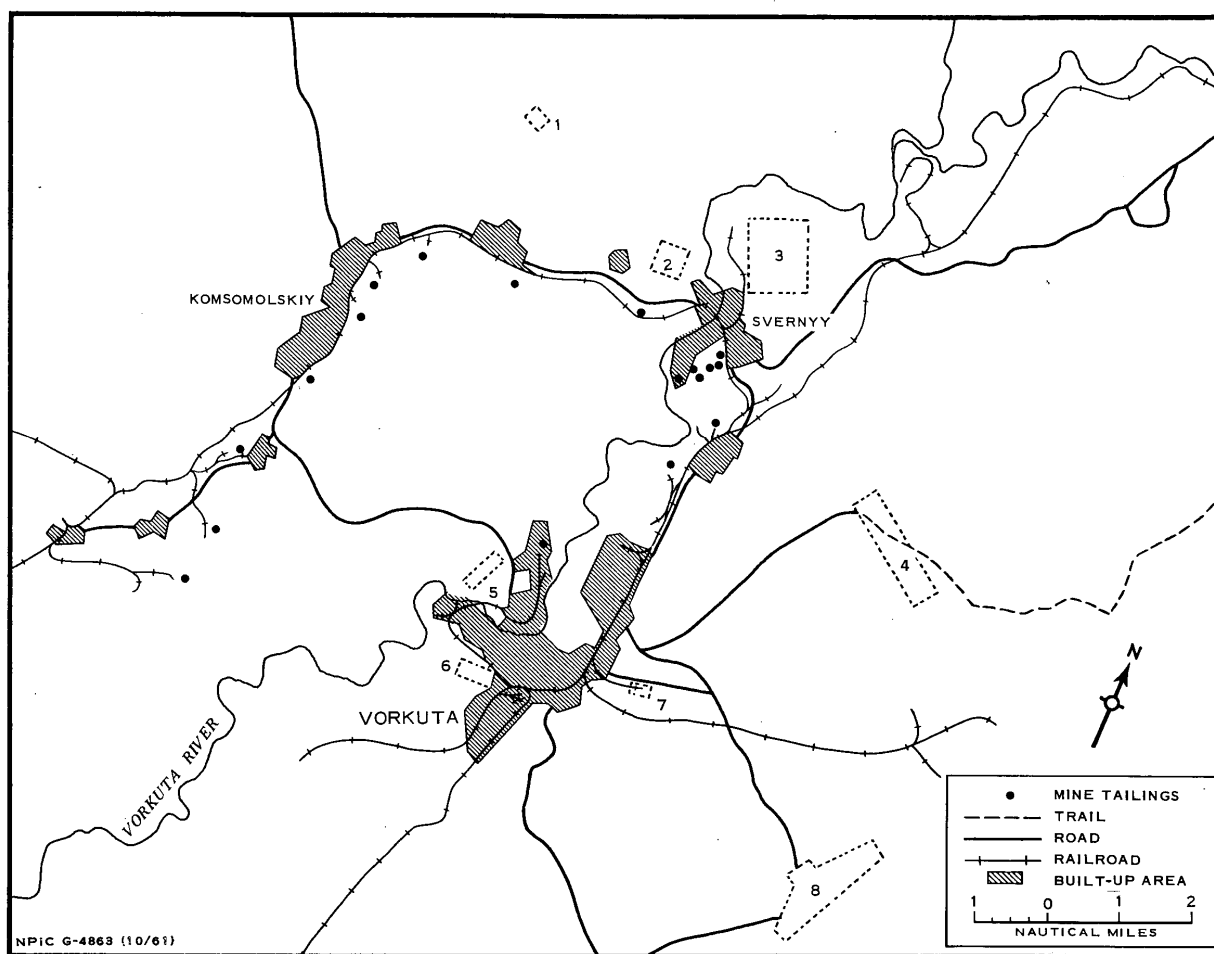 1
2
3
KOMSOMOLSKIY
SVERNYY
4
5
6
7
VORKUTA
VORKUTA RIVER
N
8
MINE TAILINGS
TRAIL
ROAD
RAILROAD
BUILT-UP AREA
1 0 1 2
NAUTICAL MILES
NPIC G-4863 (10/61)